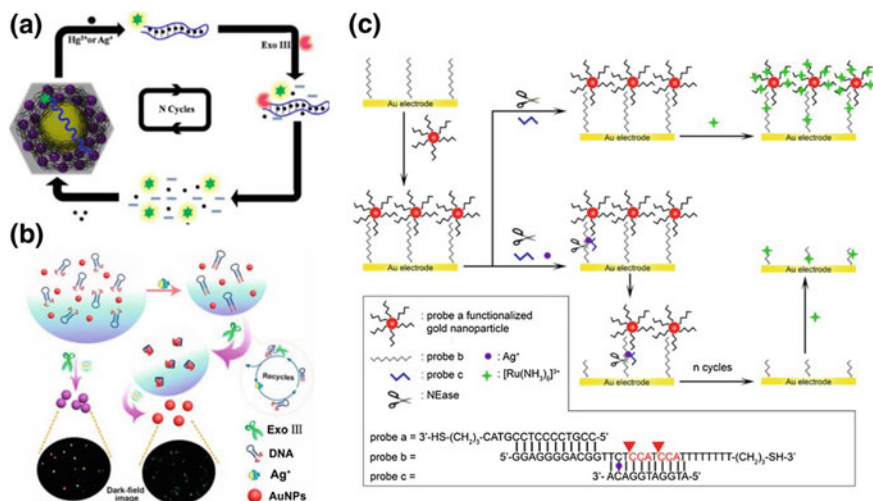 (a)
Hg²⁺or Ag⁺
Exo III
N Cycles
(b)
Recycles
Exo III
DNA
Ag⁺
AuNPs
Dark-field
image
(c)
Au electrode
Au electrode
Au electrode
Au electrode
Au electrode
Au electrode
Au electrode
Au electrode
n cycles
: probe a functionalized
gold nanoparticle
: probe b : Ag⁺
: probe c : [Ru(NH₃)₆]³⁺
: NEase
probe a = 3'-HS-(CH₂)₃-CATGCCTCCCCTGCC-5'
probe b = 5'-GGAGGGGACGGTTCTCCATCCATTTTTTTT-(CH₂)₃-SH-3'
probe c = 3'-ACAGGTAGGTA-5'